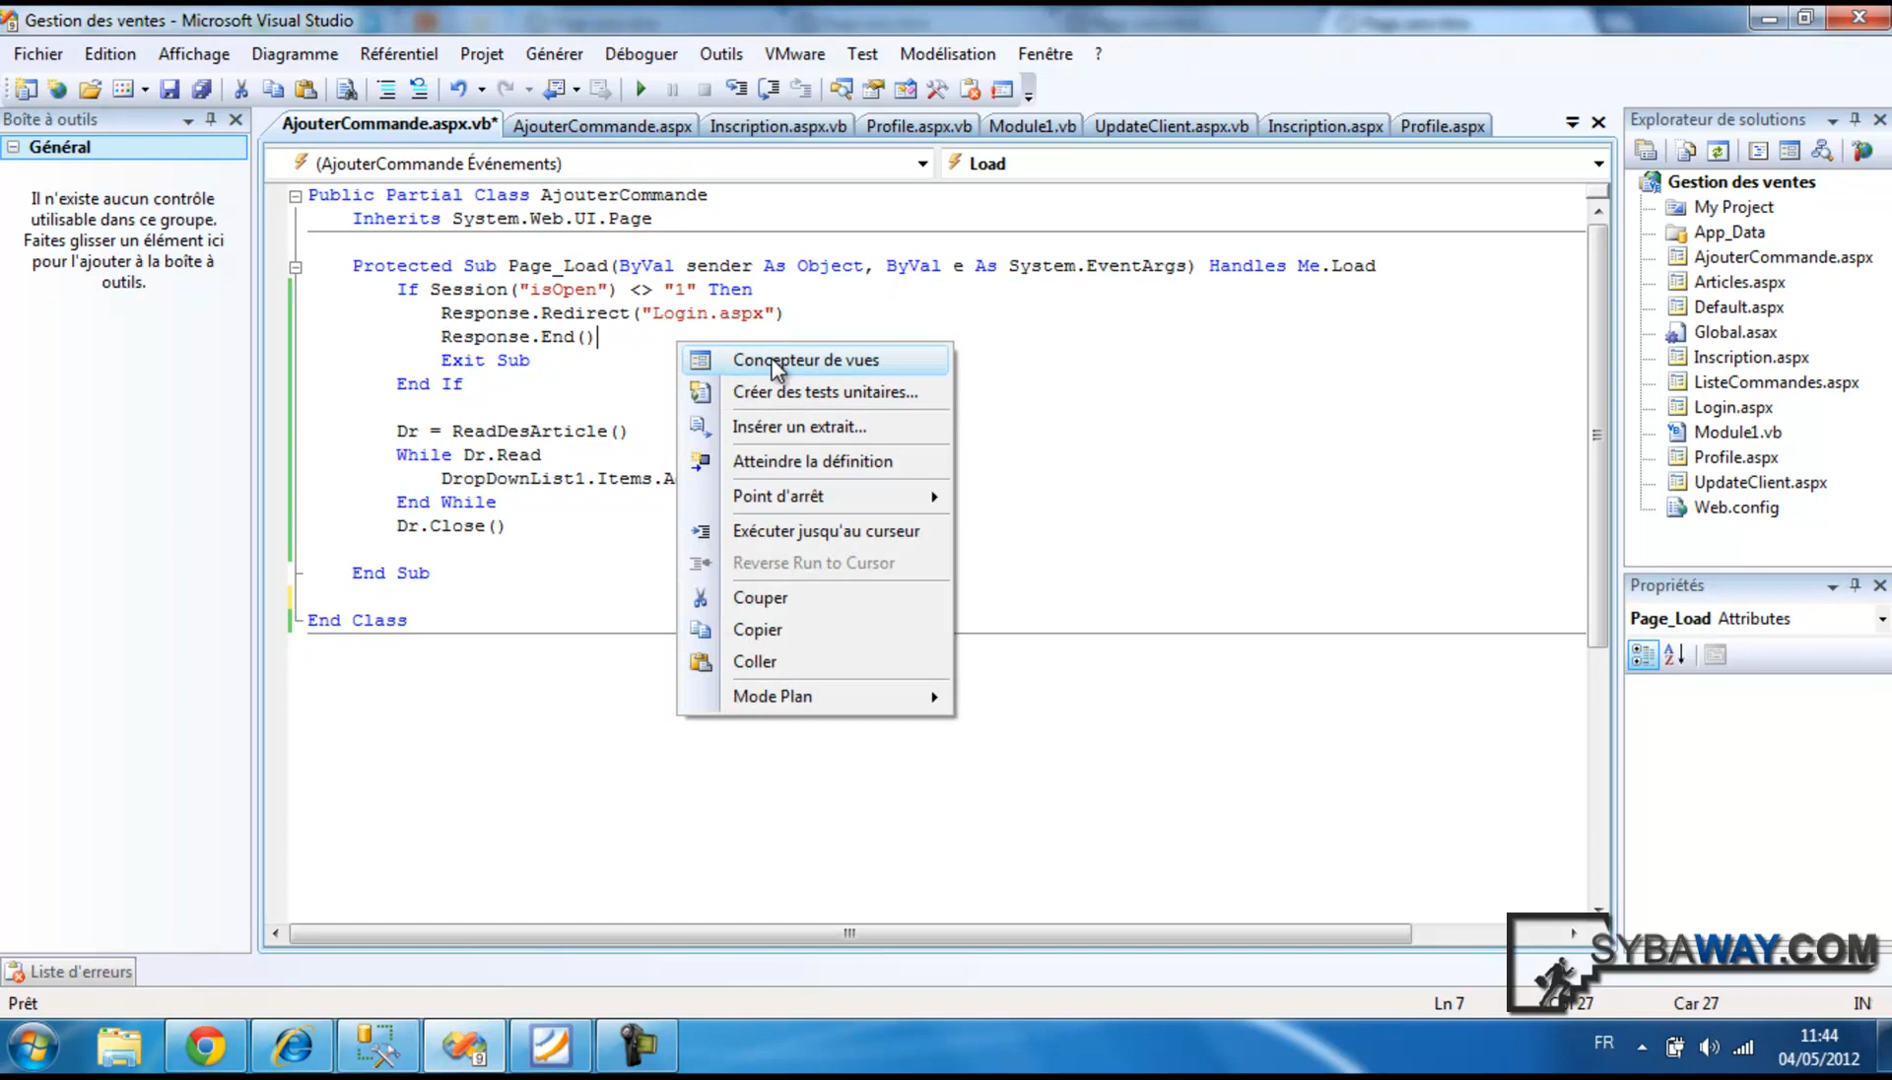 Gestion des ventes - Microsoft Visual Studio
Fichier Edition Affichage Diagramme Référentiel Projet Générer Déboguer Outils VMware Test Modélisation Fenêtre ?
Boîte à outils
Général
Il n'existe aucun contrôle
utilisable dans ce groupe.
Faites glisser un élément ici
pour l'ajouter à la boîte à
outils.
AjouterCommande.aspx.vb* AjouterCommande.aspx Inscription.aspx.vb Profile.aspx.vb Module1.vb UpdateClient.aspx.vb Inscription.aspx Profile.aspx
(AjouterCommande Événements) Load
Public Partial Class AjouterCommande
Inherits System.Web.UI.Page
Protected Sub Page_Load(ByVal sender As Object, ByVal e As System.EventArgs) Handles Me.Load
If Session("isOpen") <> "1" Then
Response.Redirect("Login.aspx")
Response.End()
Exit Sub
End If
Dr = ReadDesArticle()
While Dr.Read
DropDownList1.Items.A
End While
Dr.Close()
End Sub
End Class
Concepteur de vues
Créer des tests unitaires...
Insérer un extrait...
Atteindre la définition
Point d'arrêt
Exécuter jusqu'au curseur
Reverse Run to Cursor
Couper
Copier
Coller
Mode Plan
Explorateur de solutions
Gestion des ventes
My Project
App_Data
AjouterCommande.aspx
Articles.aspx
Default.aspx
Global.asax
Inscription.aspx
ListeCommandes.aspx
Login.aspx
Module1.vb
Profile.aspx
UpdateClient.aspx
Web.config
Propriétés
Page_Load Attributes
SYBAWAY.COM
Liste d'erreurs
Prêt Ln 7 Col 27 Car 27 IN
FR
11:44
04/05/2012